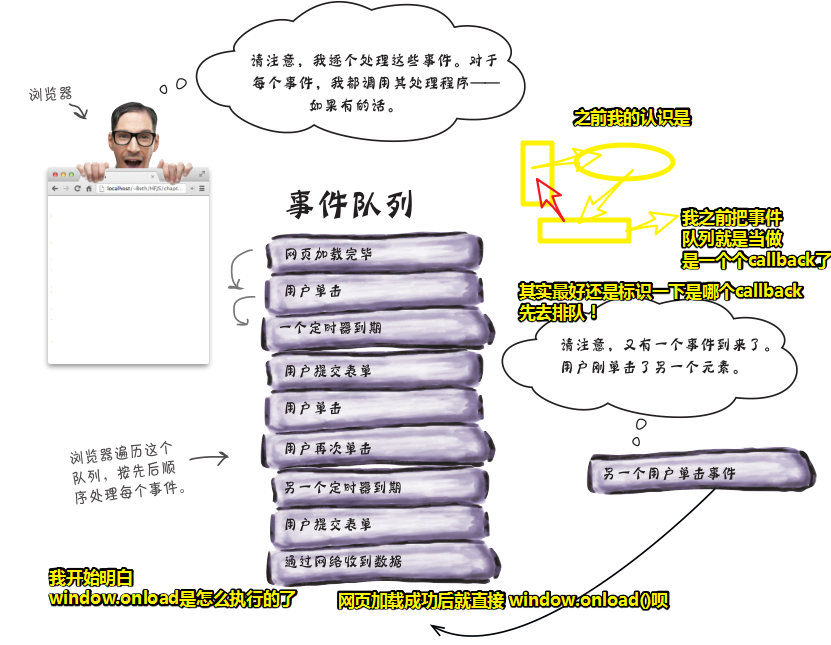 请注意，我逐个处理这些事件。对于
每个事件，我都调用其处理程序——
如果有的话。
浏览器
之前我的认识是
localhost/~Beth/HFJS/chapt...
事件队列
我之前把事件
队列就是当做
是一个个callback了
网页加载完毕
用户单击
一个定时器到期
其实最好还是标识一下是哪个callback
先去排队！
请注意，又有一个事件到来了。
用户刚单击了另一个元素。
用户提交表单
用户单击
用户再次单击
浏览器遍历这个
队列，按先后顺
序处理每个事件。
另一个定时器到期
另一个用户单击事件
用户提交表单
通过网络收到数据
我开始明白
window.onload是怎么执行的了
网页加载成功后就直接 window.onload()呗